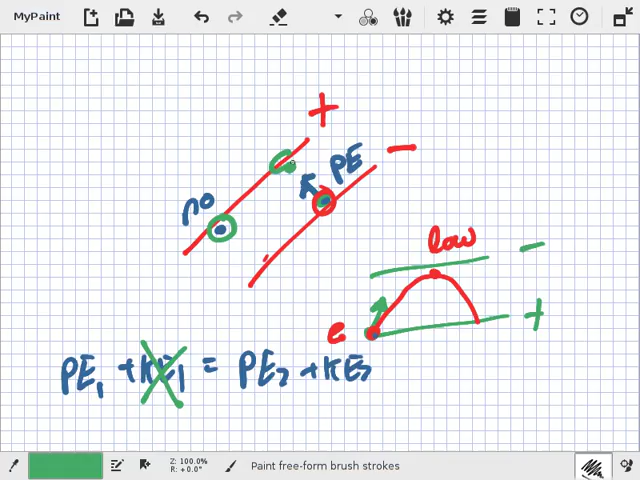 MyPaint
+
-
PE
no
low
-
e
+
PE₁ + KE₁ = PE₂ + KE₂
Z: 100.0%
R: +0.0°
Paint free-form brush strokes